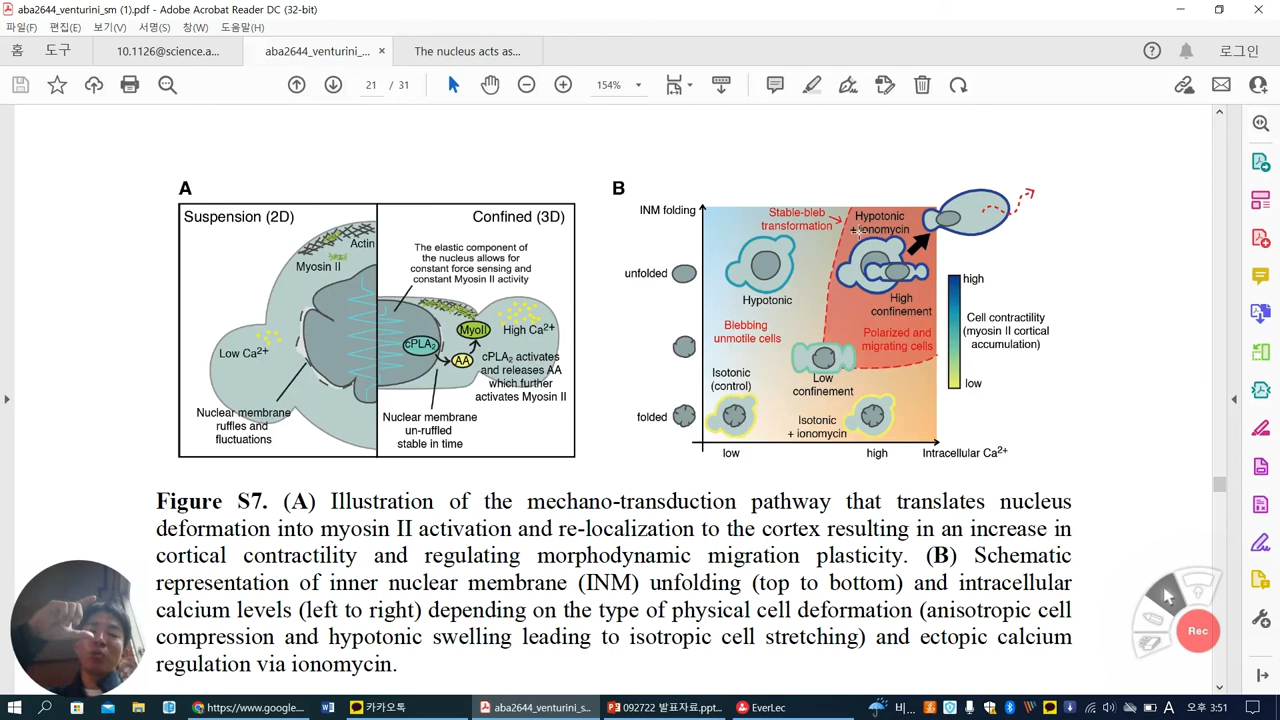 aba2644_venturini_sm (1).pdf - Adobe Acrobat Reader DC (32-bit)
파일(F) 편집(E) 보기(V) 서명(S) 창(W) 도움말(H)
홈 도구 10.1126@science.a... aba2644_venturini_... × The nucleus acts as... 로그인
21 / 31 154%
A
Suspension (2D)
Confined (3D)
Actin
Myosin II
The elastic component of
the nucleus allows for
constant force sensing and
constant Myosin II activity
Low Ca2+
MyoII
High Ca2+
cPLA2
AA
cPLA2 activates
and releases AA
which further
activates Myosin II
Nuclear membrane
ruffles and
fluctuations
Nuclear membrane
un-ruffled
stable in time
B
INM folding
Stable-bleb
transformation
Hypotonic
+ ionomycin
unfolded
Hypotonic
High
confinement
Blebbing
unmotile cells
Polarized and
migrating cells
Isotonic
(control)
Low
confinement
folded
Isotonic
+ ionomycin
low
high
Intracellular Ca2+
high
Cell contractility
(myosin II cortical
accumulation)
low
Figure S7. (A) Illustration of the mechano-transduction pathway that translates nucleus
deformation into myosin II activation and re-localization to the cortex resulting in an increase in
cortical contractility and regulating morphodynamic migration plasticity. (B) Schematic
representation of inner nuclear membrane (INM) unfolding (top to bottom) and intracellular
calcium levels (left to right) depending on the type of physical cell deformation (anisotropic cell
compression and hypotonic swelling leading to isotropic cell stretching) and ectopic calcium
regulation via ionomycin.
Rec
https://www.google.... 카카오톡 aba2644_venturini_s... 092722 발표자료.ppt... EverLec 비... A 오후 3:51